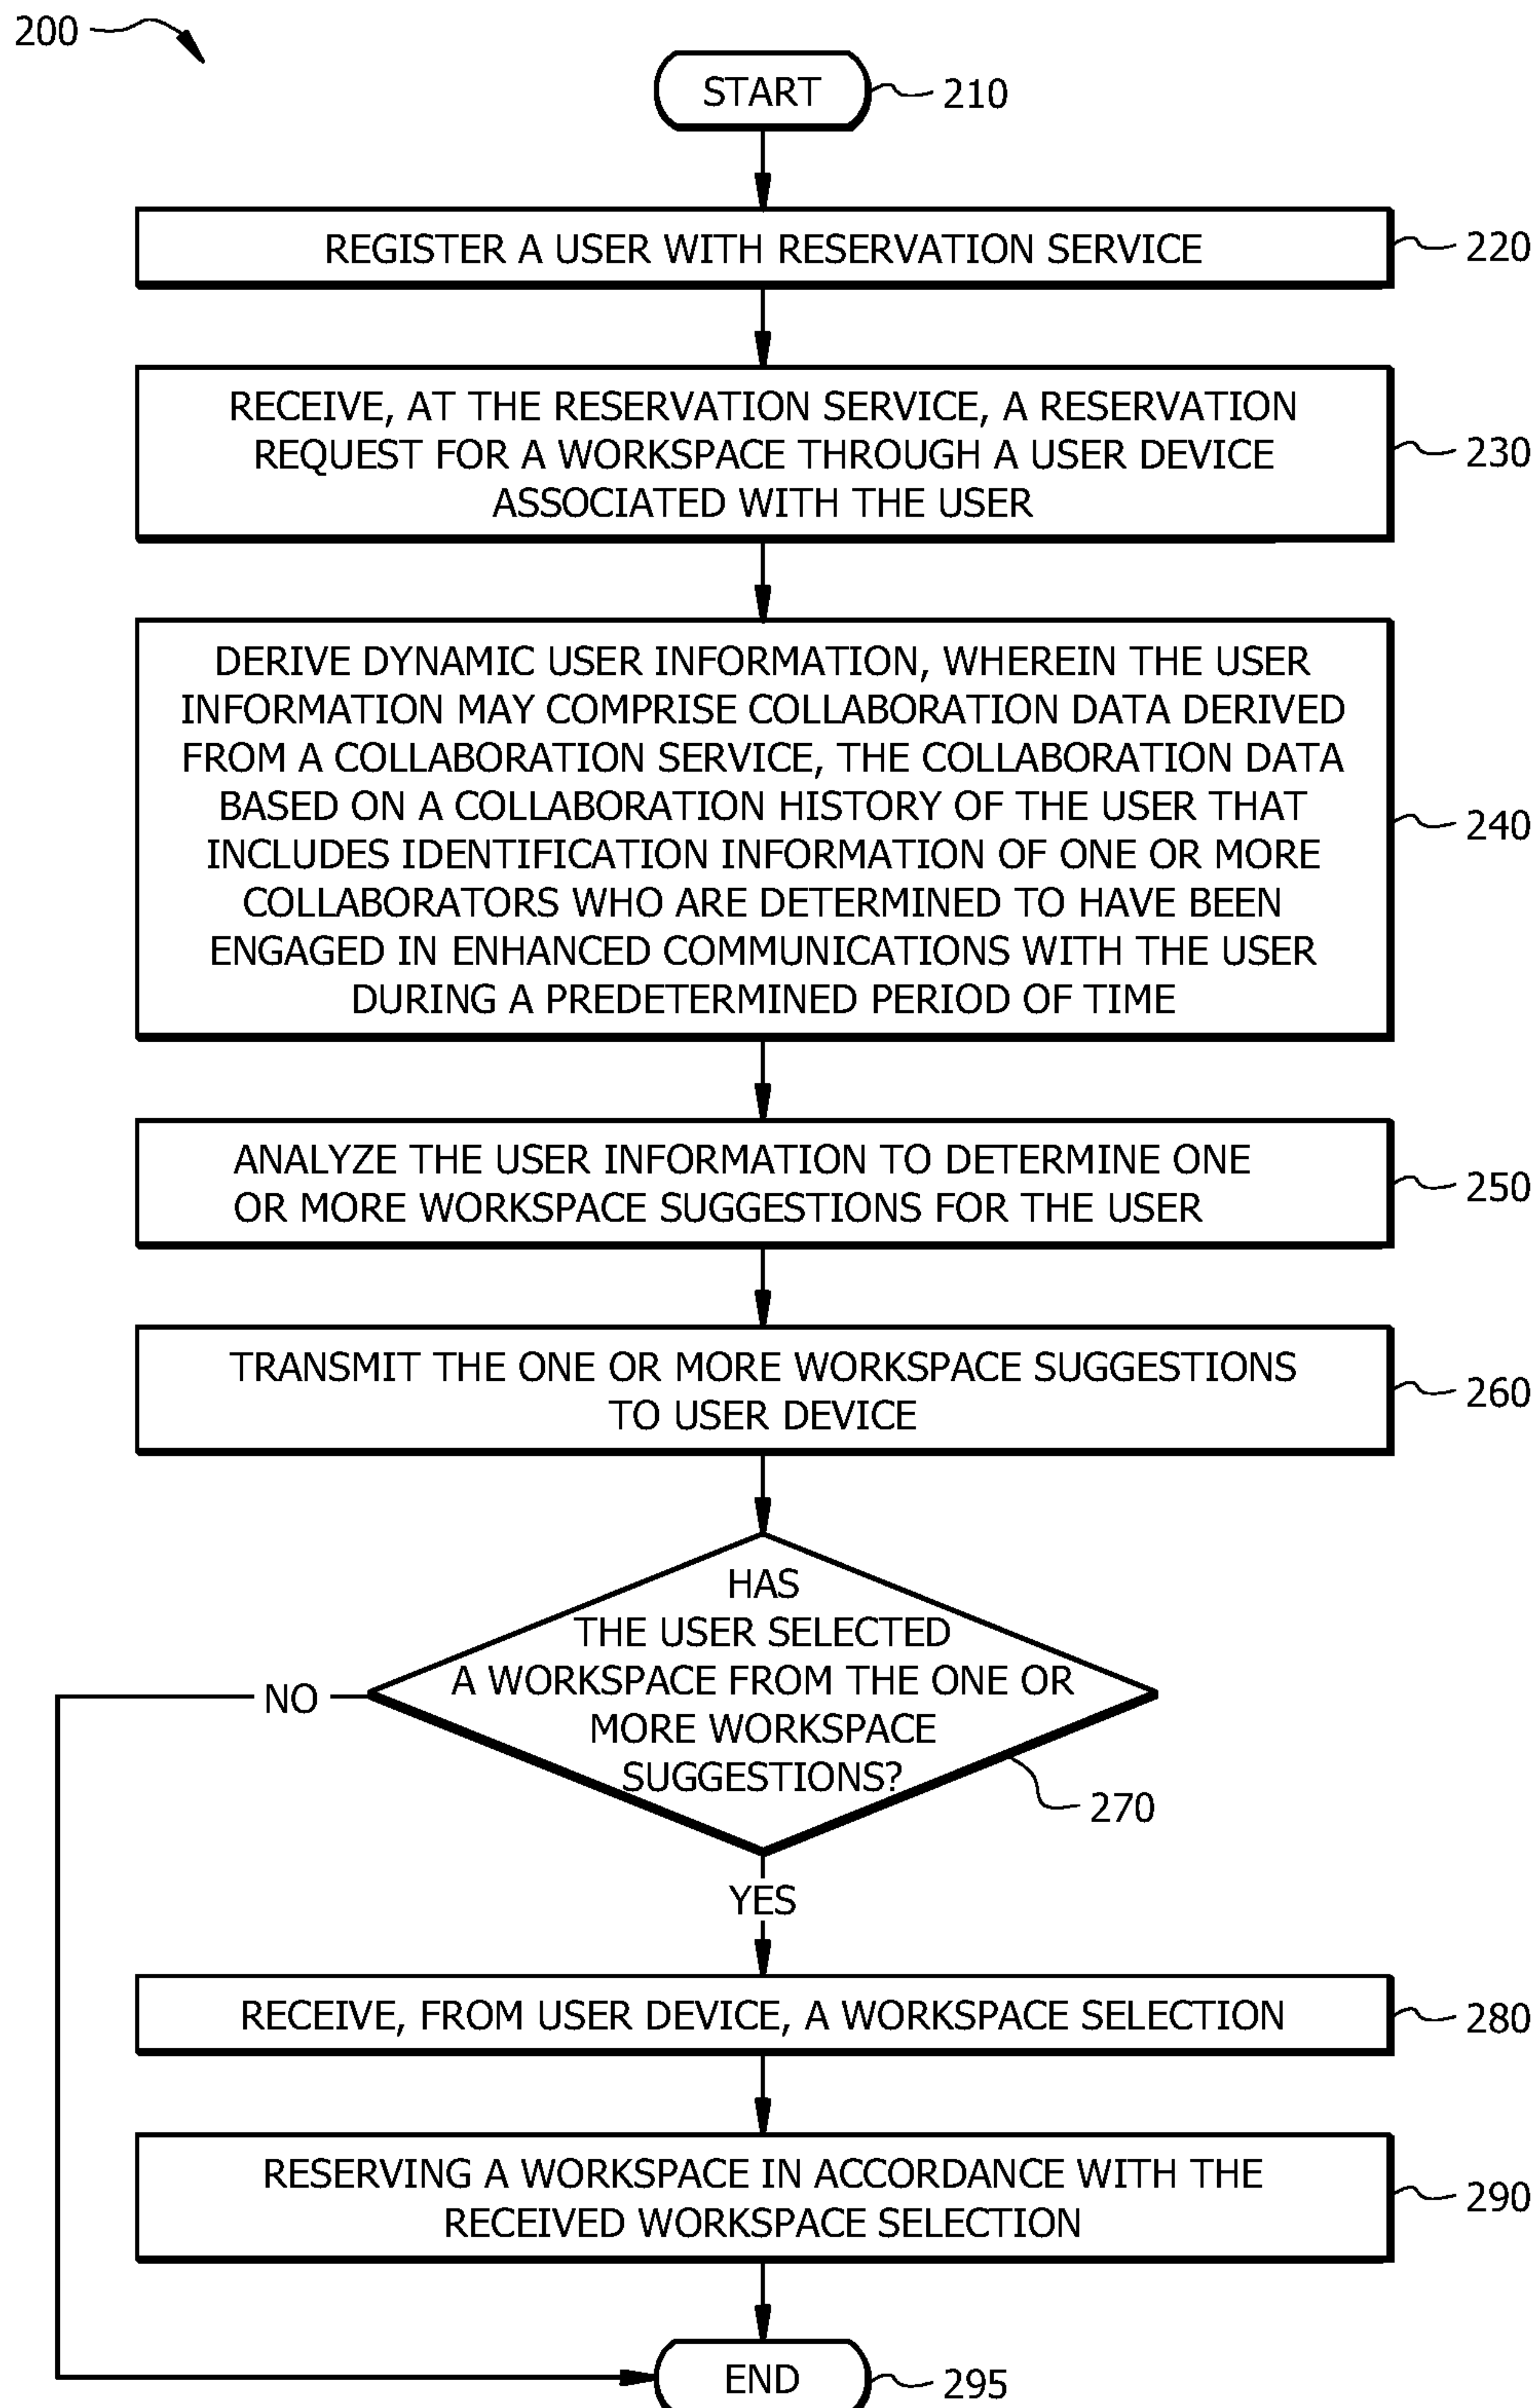 200
START
210
REGISTER A USER WITH RESERVATION SERVICE
220
RECEIVE, AT THE RESERVATION SERVICE, A RESERVATION
REQUEST FOR A WORKSPACE THROUGH A USER DEVICE
ASSOCIATED WITH THE USER
230
DERIVE DYNAMIC USER INFORMATION, WHEREIN THE USER
INFORMATION MAY COMPRISE COLLABORATION DATA DERIVED
FROM A COLLABORATION SERVICE, THE COLLABORATION DATA
BASED ON A COLLABORATION HISTORY OF THE USER THAT
INCLUDES IDENTIFICATION INFORMATION OF ONE OR MORE
COLLABORATORS WHO ARE DETERMINED TO HAVE BEEN
ENGAGED IN ENHANCED COMMUNICATIONS WITH THE USER
DURING A PREDETERMINED PERIOD OF TIME
240
ANALYZE THE USER INFORMATION TO DETERMINE ONE
OR MORE WORKSPACE SUGGESTIONS FOR THE USER
250
TRANSMIT THE ONE OR MORE WORKSPACE SUGGESTIONS
TO USER DEVICE
260
HAS
THE USER SELECTED
A WORKSPACE FROM THE ONE OR
MORE WORKSPACE
SUGGESTIONS?
270
NO
YES
RECEIVE, FROM USER DEVICE, A WORKSPACE SELECTION
280
RESERVING A WORKSPACE IN ACCORDANCE WITH THE
RECEIVED WORKSPACE SELECTION
290
END
295